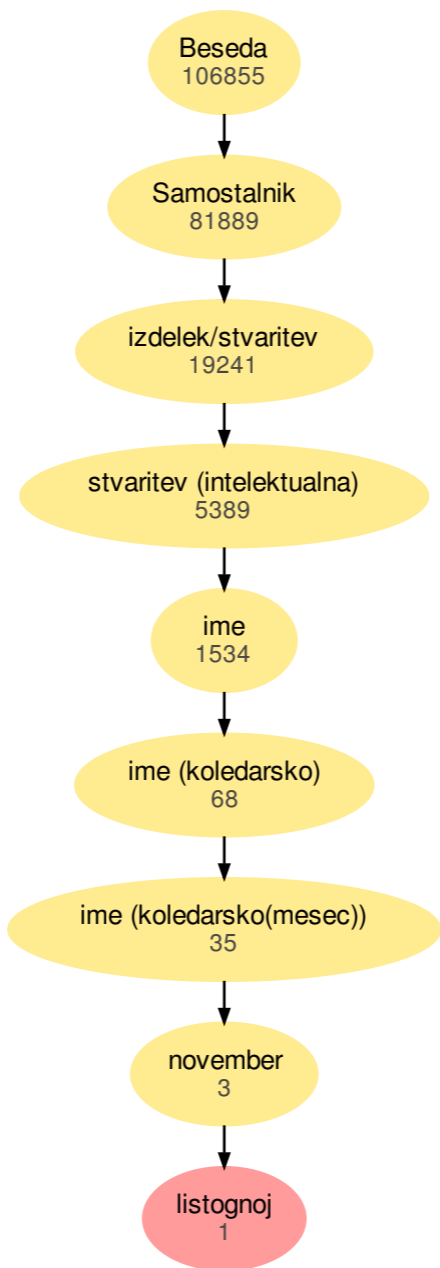 Beseda
106855
Samostalnik
81889
izdelek/stvaritev
19241
stvaritev (intelektualna)
5389
ime
1534
ime (koledarsko)
68
ime (koledarsko(mesec))
35
november
3
listognoj
1